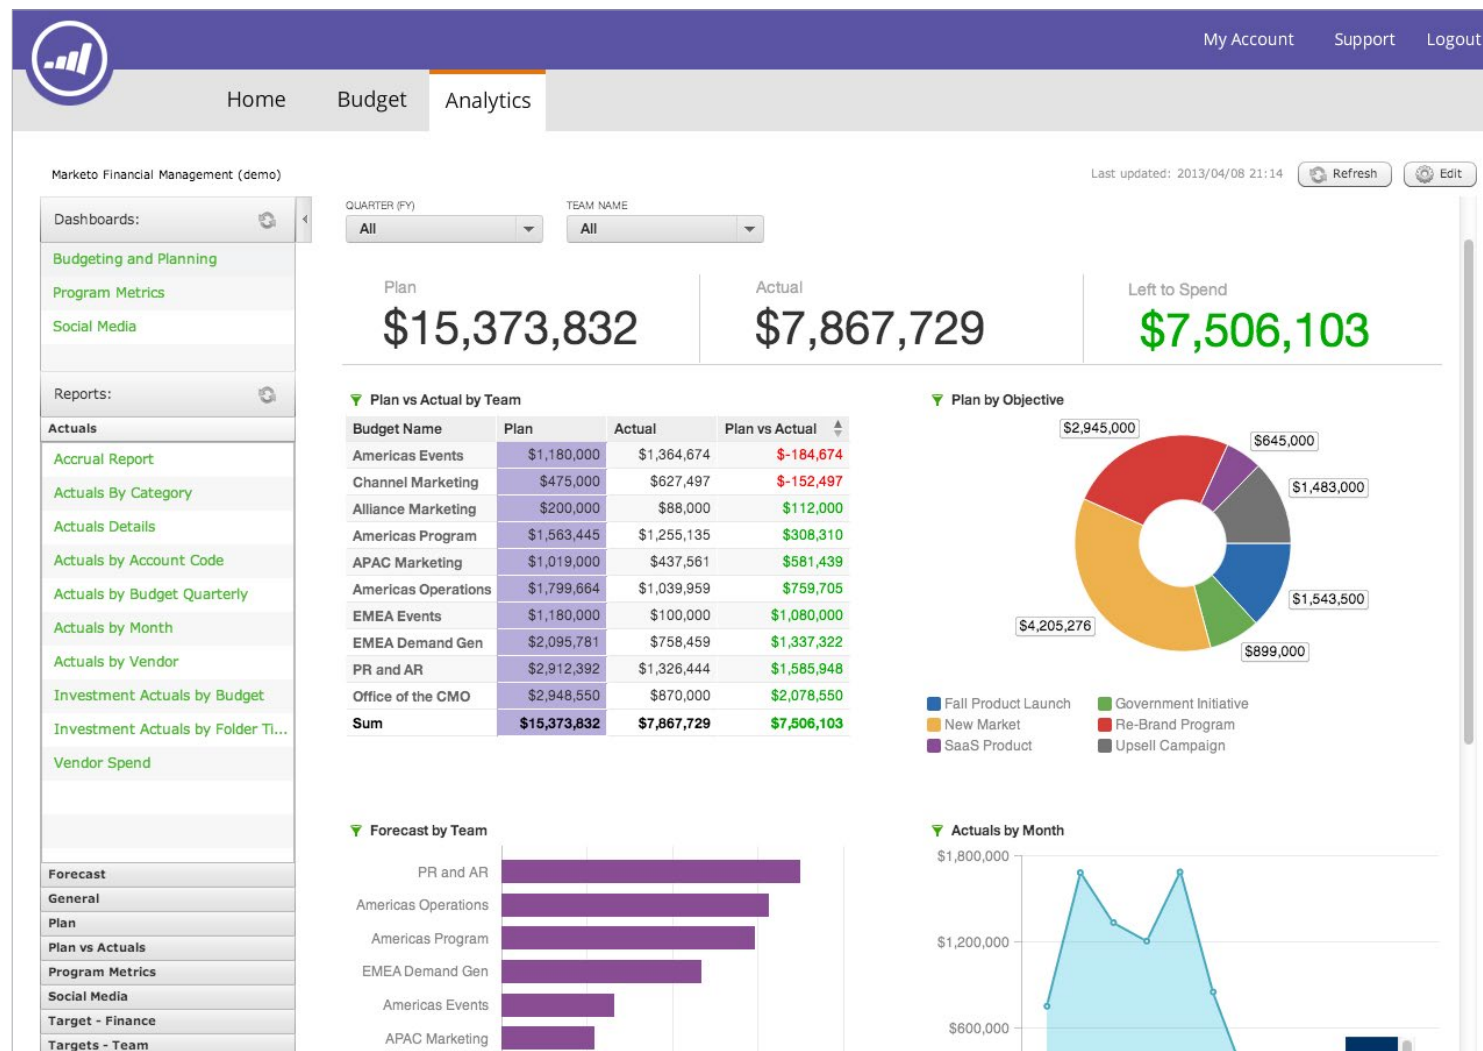 My Account Support Logout
Home Budget Analytics
Marketo Financial Management (demo)
Last updated: 2013/04/08 21:14 Refresh Edit
Dashboards:
Budgeting and Planning
Program Metrics
Social Media
Reports:
Actuals
Accrual Report
Actuals By Category
Actuals Details
Actuals by Account Code
Actuals by Budget Quarterly
Actuals by Month
Actuals by Vendor
Investment Actuals by Budget
Investment Actuals by Folder Ti...
Vendor Spend
Forecast
General
Plan
Plan vs Actuals
Program Metrics
Social Media
Target - Finance
Targets - Team
QUARTER (FY) TEAM NAME
All All
Plan Actual Left to Spend
$15,373,832 $7,867,729 $7,506,103
Plan vs Actual by Team
Budget Name Plan Actual Plan vs Actual
Americas Events $1,180,000 $1,364,674 $-184,674
Channel Marketing $475,000 $627,497 $-152,497
Alliance Marketing $200,000 $88,000 $112,000
Americas Program $1,563,445 $1,255,135 $308,310
APAC Marketing $1,019,000 $437,561 $581,439
Americas Operations $1,799,664 $1,039,959 $759,705
EMEA Events $1,180,000 $100,000 $1,080,000
EMEA Demand Gen $2,095,781 $758,459 $1,337,322
PR and AR $2,912,392 $1,326,444 $1,585,948
Office of the CMO $2,948,550 $870,000 $2,078,550
Sum $15,373,832 $7,867,729 $7,506,103
Plan by Objective
$2,945,000
$645,000
$1,483,000
$1,543,500
$4,205,276
$899,000
Fall Product Launch Government Initiative
New Market Re-Brand Program
SaaS Product Upsell Campaign
Forecast by Team
PR and AR
Americas Operations
Americas Program
EMEA Demand Gen
Americas Events
APAC Marketing
Actuals by Month
$1,800,000
$1,200,000
$600,000